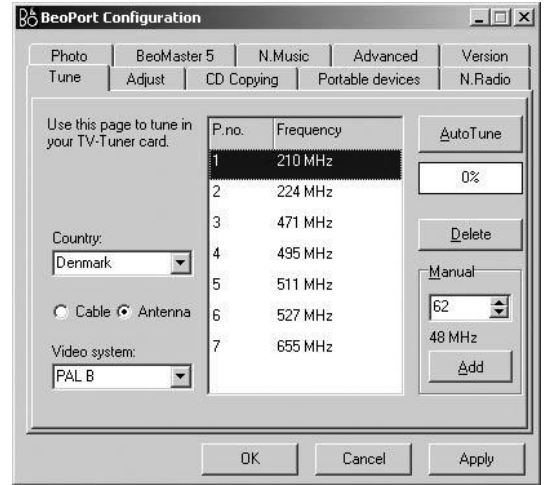 BeoPort Configuration
Photo BeoMaster 5 N.Music Advanced Version
Tune Adjust CD Copying Portable devices N.Radio
Use this page to tune in
your TV-Tuner card.
Country:
Denmark
Cable Antenna
Video system:
PAL B
P.no. Frequency
1 210 MHz
2 224 MHz
3 471 MHz
4 495 MHz
5 511 MHz
6 527 MHz
7 655 MHz
AutoTune
0%
Delete
Manual
62
48 MHz
Add
OK Cancel Apply